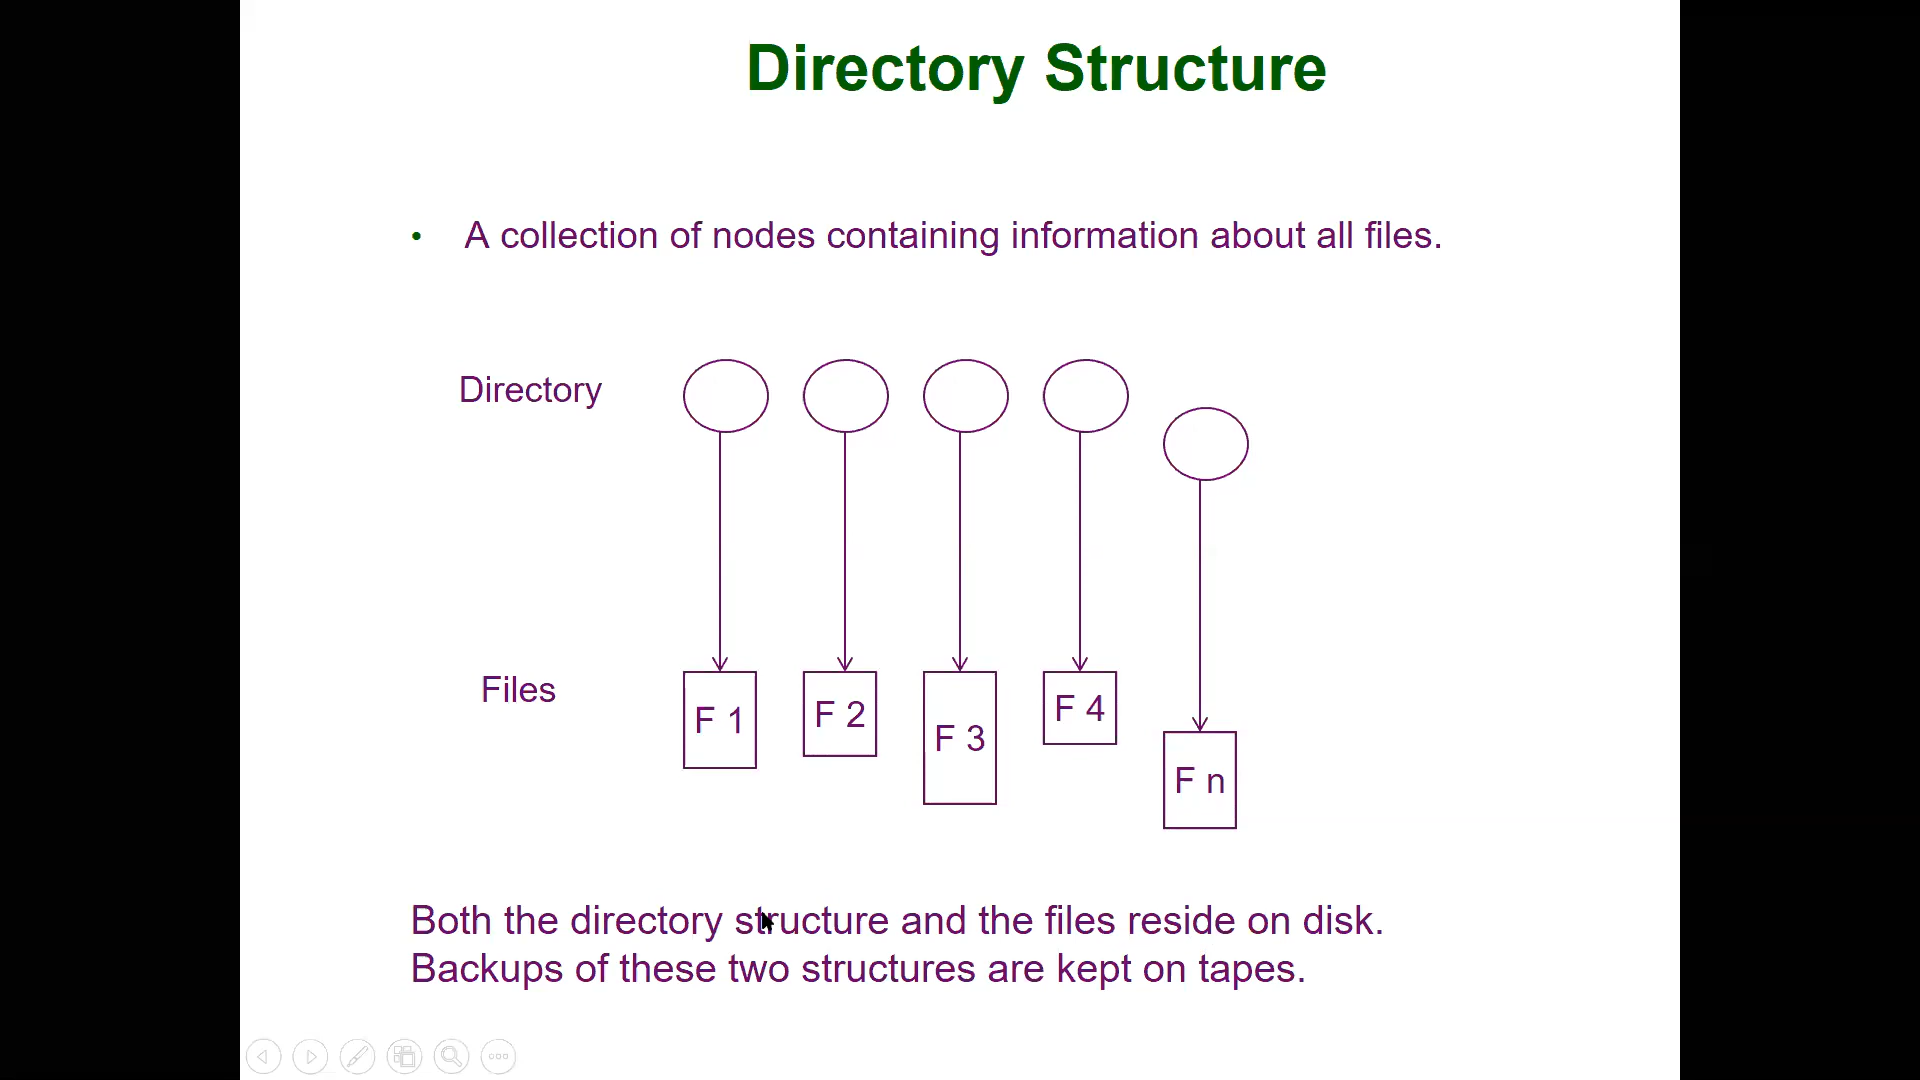 Directory Structure
• A collection of nodes containing information about all files.
Directory
Files
F 1
F 2
F 3
F 4
F n
Both the directory structure and the files reside on disk.
Backups of these two structures are kept on tapes.